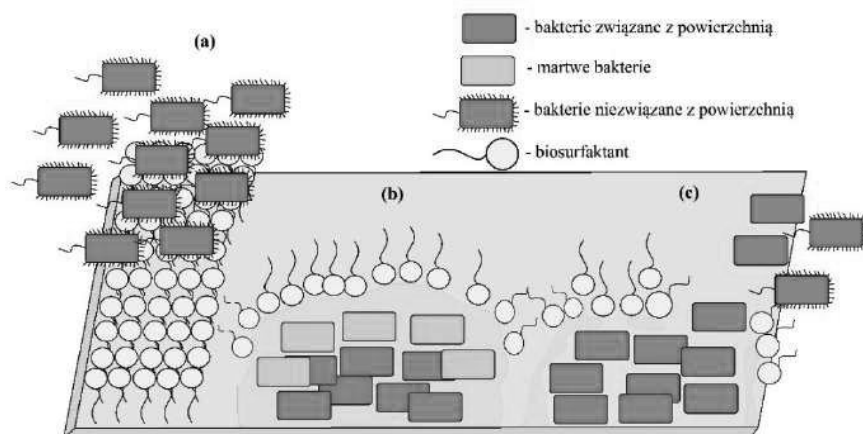 (a)
- bakterie związane z powierzchnią
- martwe bakterie
- bakterie niezwiązane z powierzchnią
- biosurfaktant
(b)
(c)